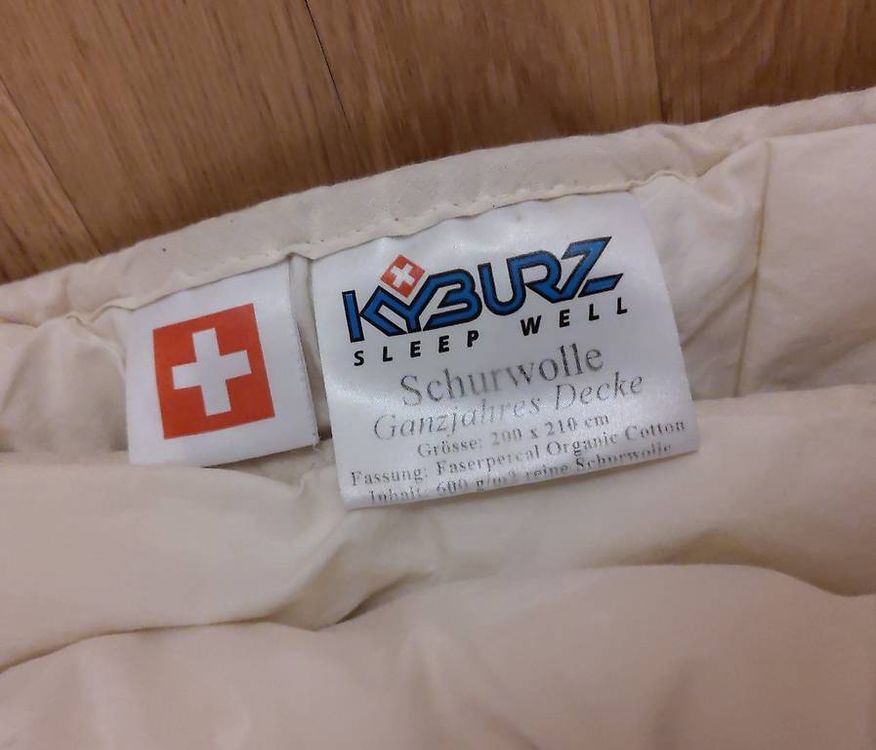 KYBURZ
SLEEP WELL
Schurwolle
Ganzjahres Decke
Grösse: 200 x 210 cm
Fassung: Faserpercal Organic Cotton
Inhalt: 600 g/m² reine Schurwolle